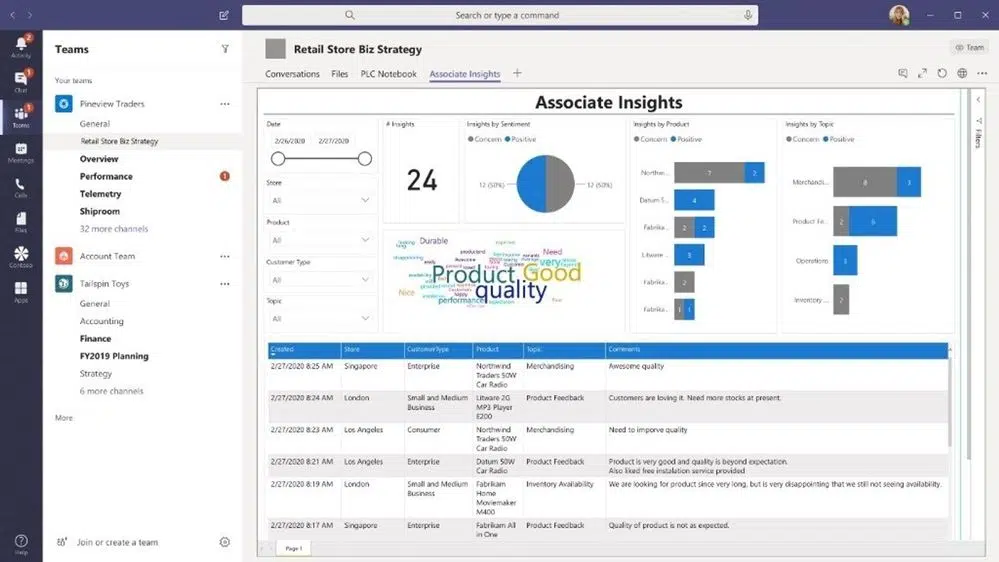 Search or type a command
Activity
Chat
Teams
Meetings
Calls
Files
Contoso
Apps
Help
2
1
1
Teams
Your teams
Pineview Traders
General
Retail Store Biz Strategy
Overview
Performance
1
Telemetry
Shiproom
32 more channels
Account Team
Tailspin Toys
General
Accounting
Finance
FY2019 Planning
Strategy
6 more channels
More
Join or create a team
Retail Store Biz Strategy
Team
Conversations Files PLC Notebook Associate Insights
Associate Insights
Filters
Date
2/26/2020 2/27/2020
Store
All
Product
All
Customer Type
All
Topic
All
# Insights
24
Insights by Sentiment
Concern Positive
12 (50%) 12 (50%)
Durable
Need
very
Product Good
quality
Nice
performance
Insights by Product
Concern Positive
Northw... 7 2
Datum S... 4
Fabrika... 2 2
Litware ... 3
Fabrika... 2
Fabrika... 1 1
Insights by Topic
Concern Positive
Merchandi... 8 3
Product Fe... 2 6
Operations 3
Inventory ... 2
Created Store CustomerType Product Topic Comments
2/27/2020 8:25 AM Singapore Enterprise Northwind Merchandising Awesome quality
Traders 50W
Car Radio
2/27/2020 8:24 AM London Small and Medium Litware 2G Product Feedback Customers are loving it. Need more stocks at present.
Business MP3 Player
E200
2/27/2020 8:23 AM Los Angeles Consumer Northwind Merchandising Need to imporve quality
Traders 50W
Car Radio
2/27/2020 8:21 AM Los Angeles Enterprise Datum 50W Product Feedback Product is very good and quality is beyond expectation.
Car Radio Also liked free instalation service provided
2/27/2020 8:19 AM London Small and Medium Fabrikam Inventory Availability We are looking for product since very long, but is very disappointing that we still not seeing availability.
Business Home
Moviemaker
M400
2/27/2020 8:17 AM Singapore Enterprise Fabrikam All Product Feedback Quality of product is not as expected.
in One
Page 1